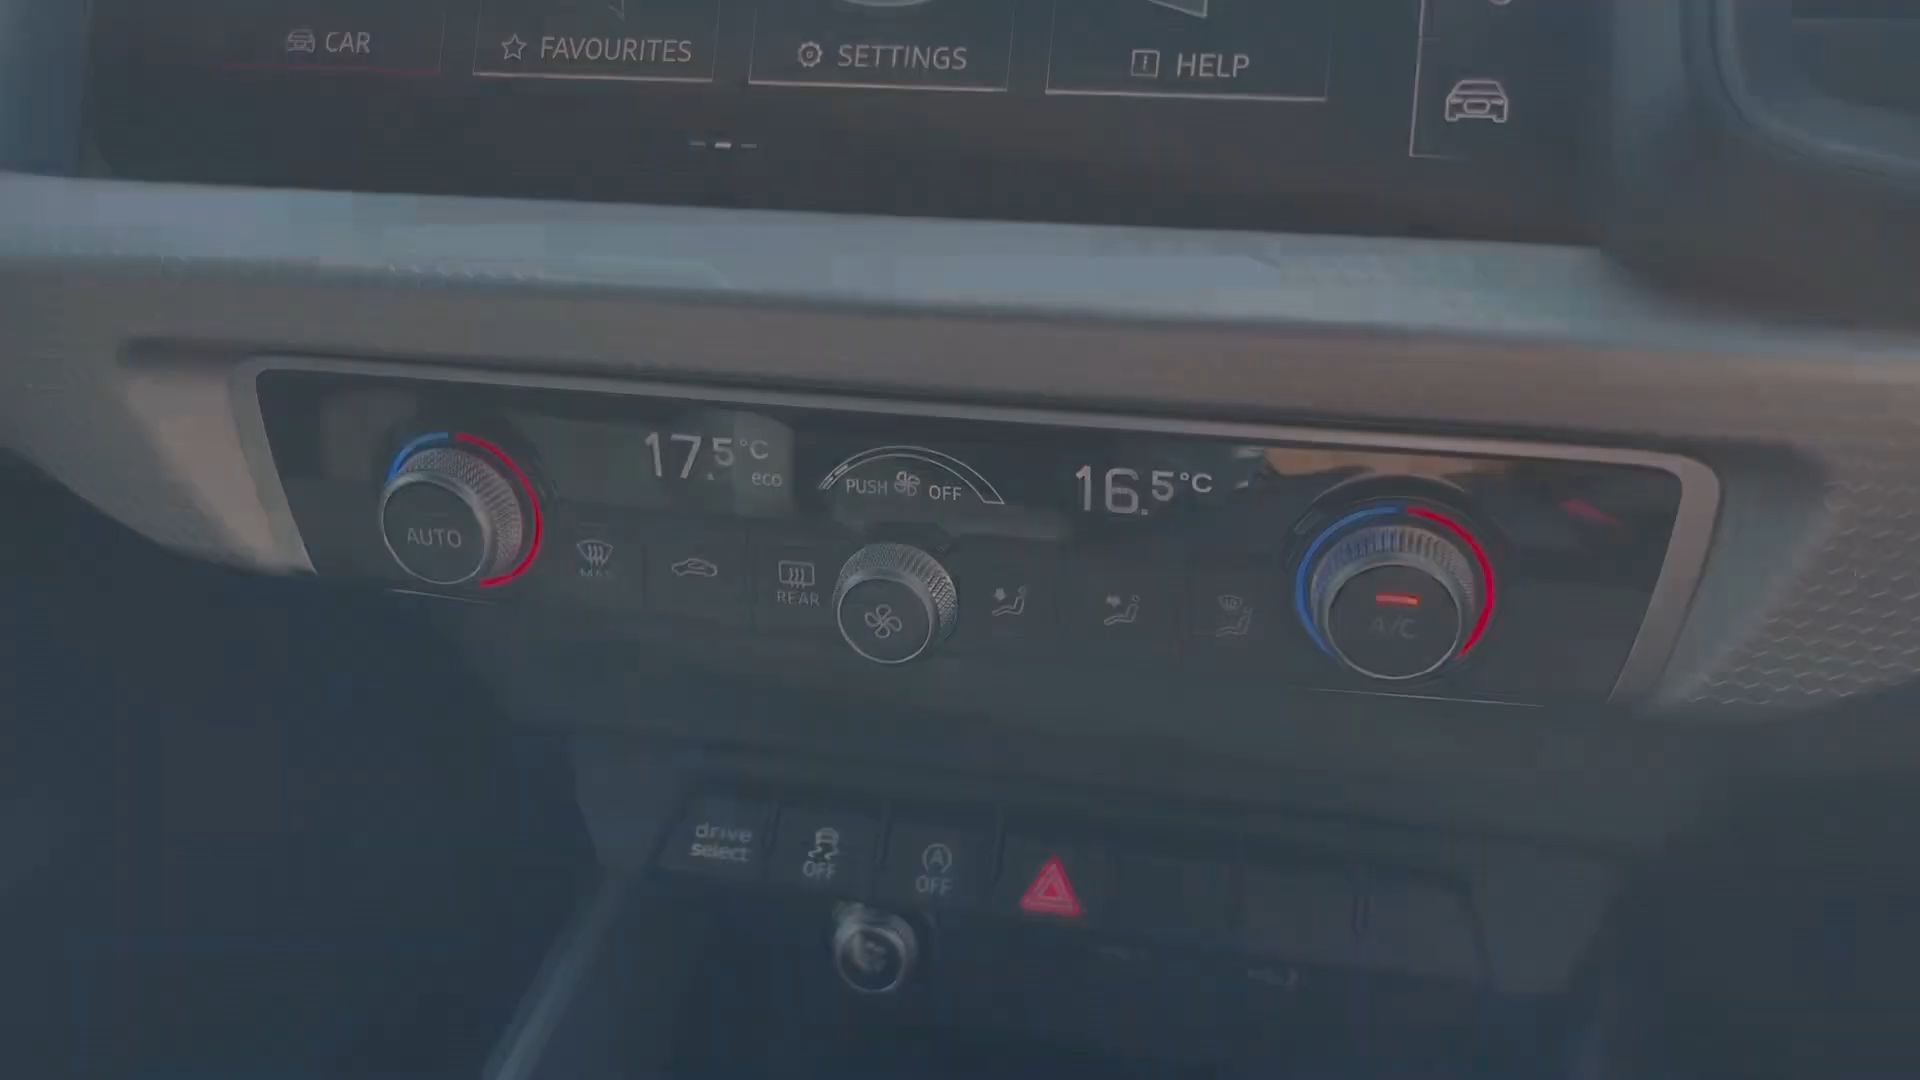 CAR
FAVOURITES
SETTINGS
HELP
17.5°C
eco
PUSH OFF
16.5°C
AUTO
MAX
REAR
A/C
drive
select
OFF
A
OFF